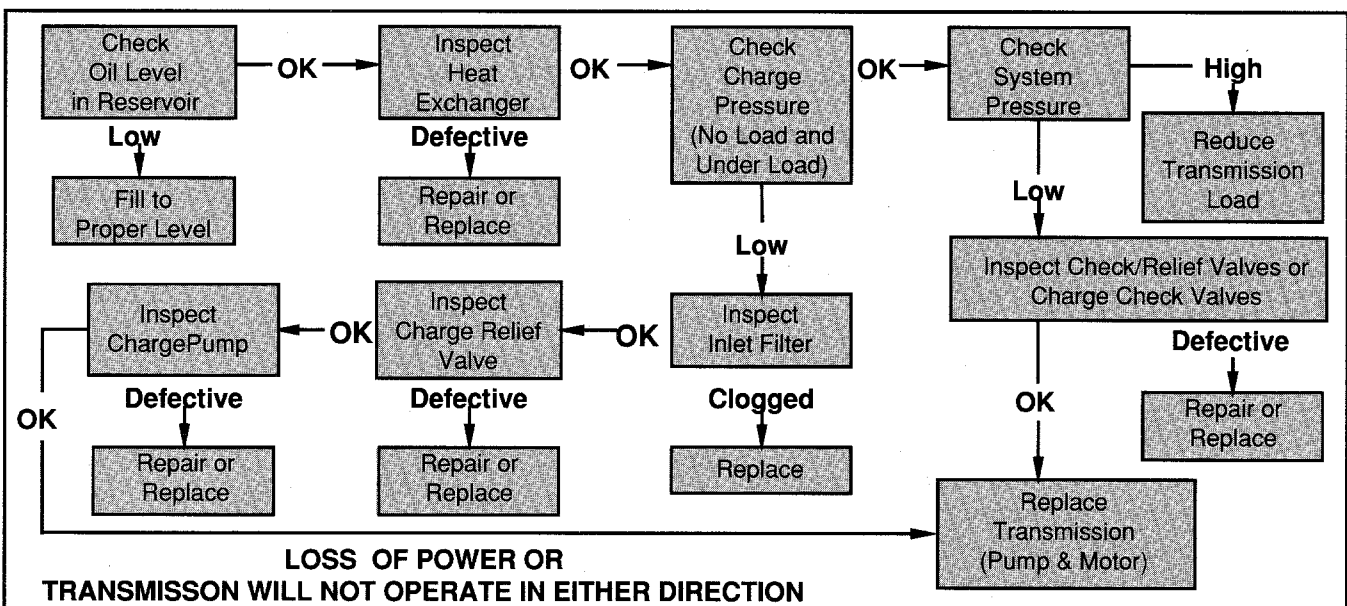 Check
Oil Level
in Reservoir
OK
Inspect
Heat
Exchanger
OK
Check
Charge
Pressure
(No Load and
Under Load)
OK
Check
System
Pressure
High
Reduce
Transmission
Load
Low
Fill to
Proper Level
Defective
Repair or
Replace
Low
Low
Inspect Check/Relief Valves or
Charge Check Valves
Inspect
ChargePump
OK
Inspect
Charge Relief
Valve
OK
Inspect
Inlet Filter
OK
Defective
Repair or
Replace
Defective
Repair or
Replace
Clogged
Replace
OK
Defective
Repair or
Replace
Replace
Transmission
(Pump & Motor)
LOSS OF POWER OR
TRANSMISSON WILL NOT OPERATE IN EITHER DIRECTION